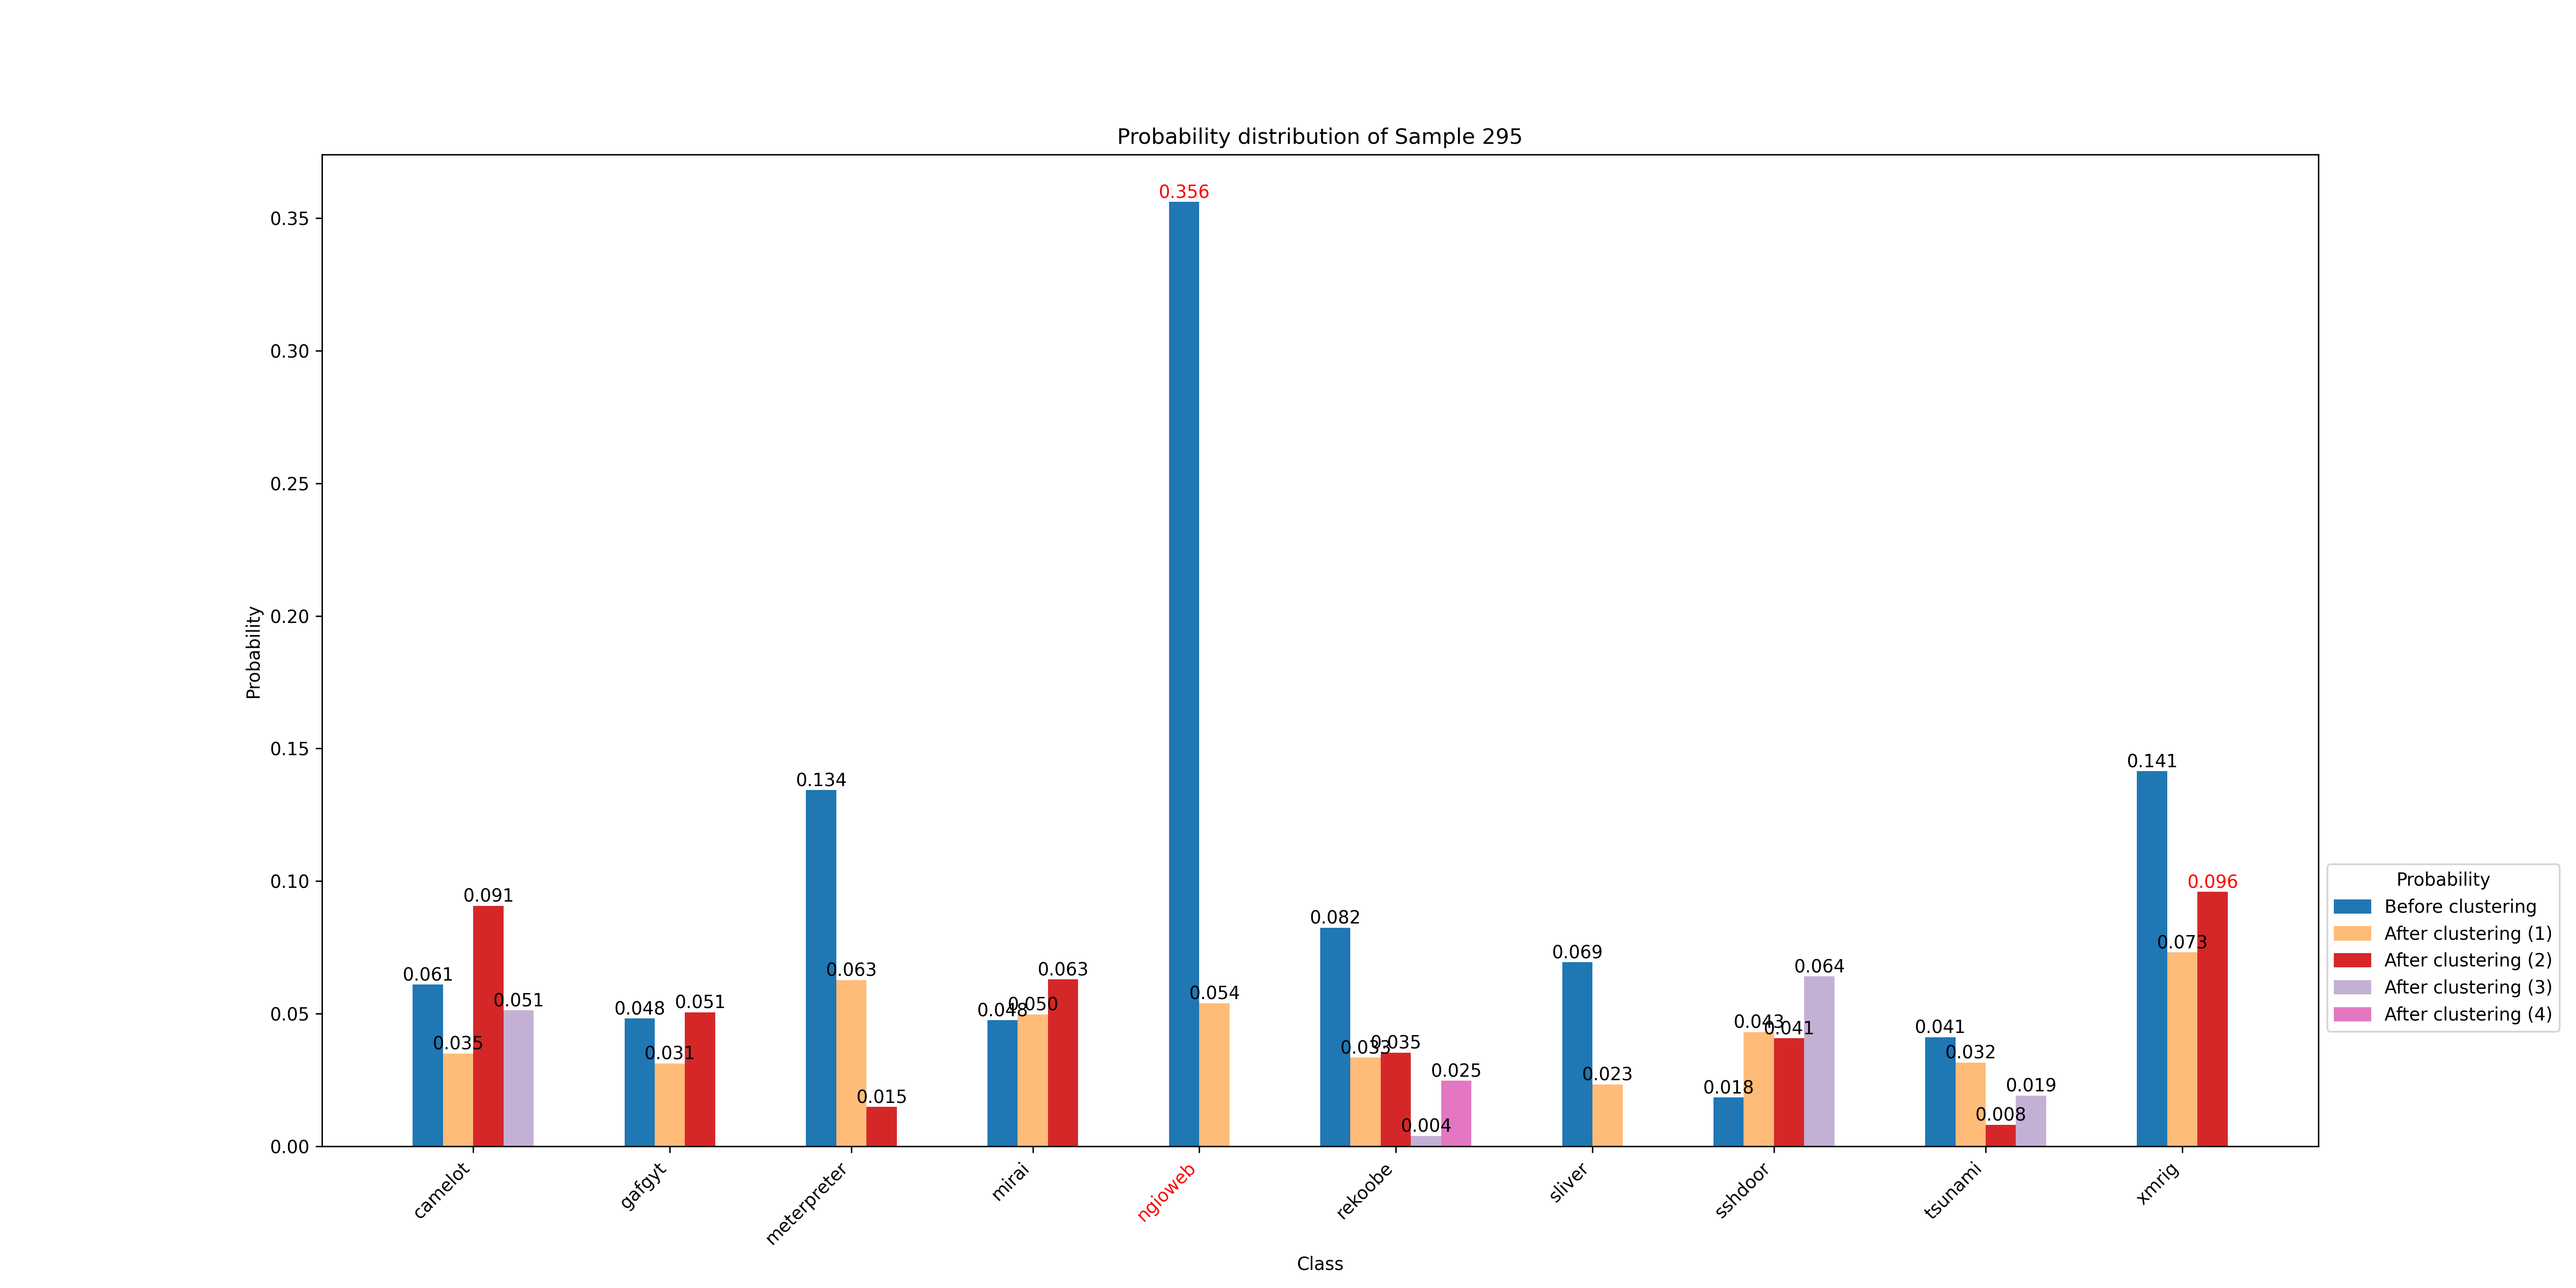 Probability distribution of Sample 295
Probability
0.35
0.30
0.25
0.20
0.15
0.10
0.05
0.00
0.061
0.035
0.091
0.051
0.048
0.031
0.051
0.134
0.063
0.015
0.048
0.050
0.063
0.356
0.054
0.082
0.033
0.035
0.004
0.025
0.069
0.023
0.018
0.043
0.041
0.064
0.041
0.032
0.008
0.019
0.141
0.073
0.096
camelot
gafgyt
meterpreter
mirai
ngioweb
rekoobe
sliver
sshdoor
tsunami
xmrig
Class
Probability
Before clustering
After clustering (1)
After clustering (2)
After clustering (3)
After clustering (4)